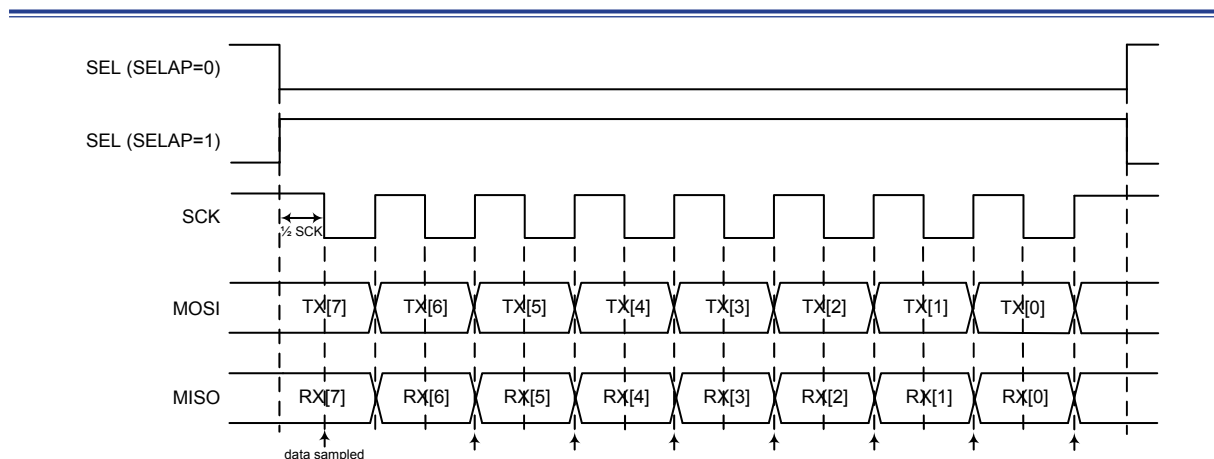 SEL (SELAP=0)
SEL (SELAP=1)
SCK
½ SCK
MOSI
TX[7] TX[6] TX[5] TX[4] TX[3] TX[2] TX[1] TX[0]
MISO
RX[7] RX[6] RX[5] RX[4] RX[3] RX[2] RX[1] RX[0]
data sampled